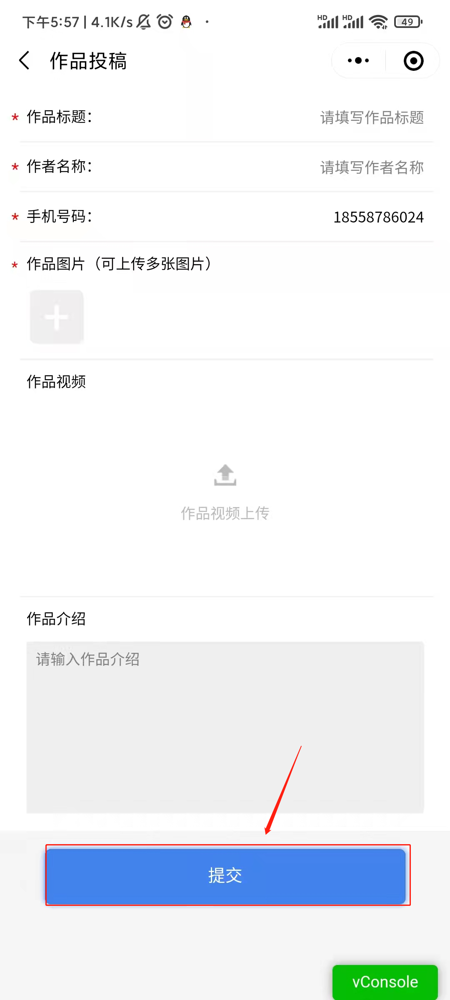 下午5:57 | 4.1K/s
HD HD 49
作品投稿
* 作品标题： 请填写作品标题
* 作者名称： 请填写作者名称
* 手机号码： 18558786024
* 作品图片（可上传多张图片）
作品视频
作品视频上传
作品介绍
请输入作品介绍
提交
vConsole